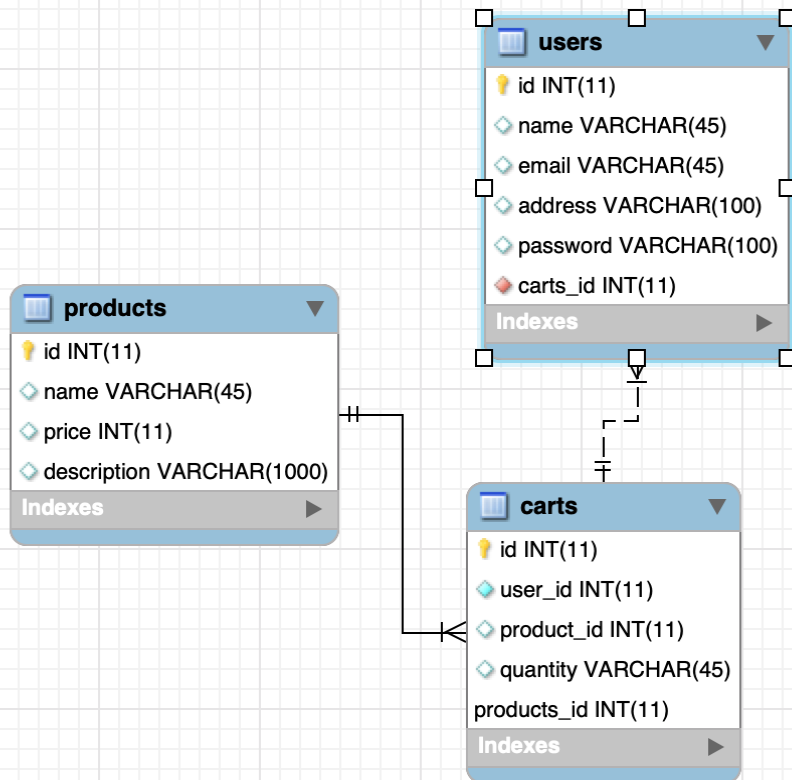 users
id INT(11)
name VARCHAR(45)
email VARCHAR(45)
address VARCHAR(100)
password VARCHAR(100)
carts_id INT(11)
Indexes
products
id INT(11)
name VARCHAR(45)
price INT(11)
description VARCHAR(1000)
Indexes
carts
id INT(11)
user_id INT(11)
product_id INT(11)
quantity VARCHAR(45)
products_id INT(11)
Indexes